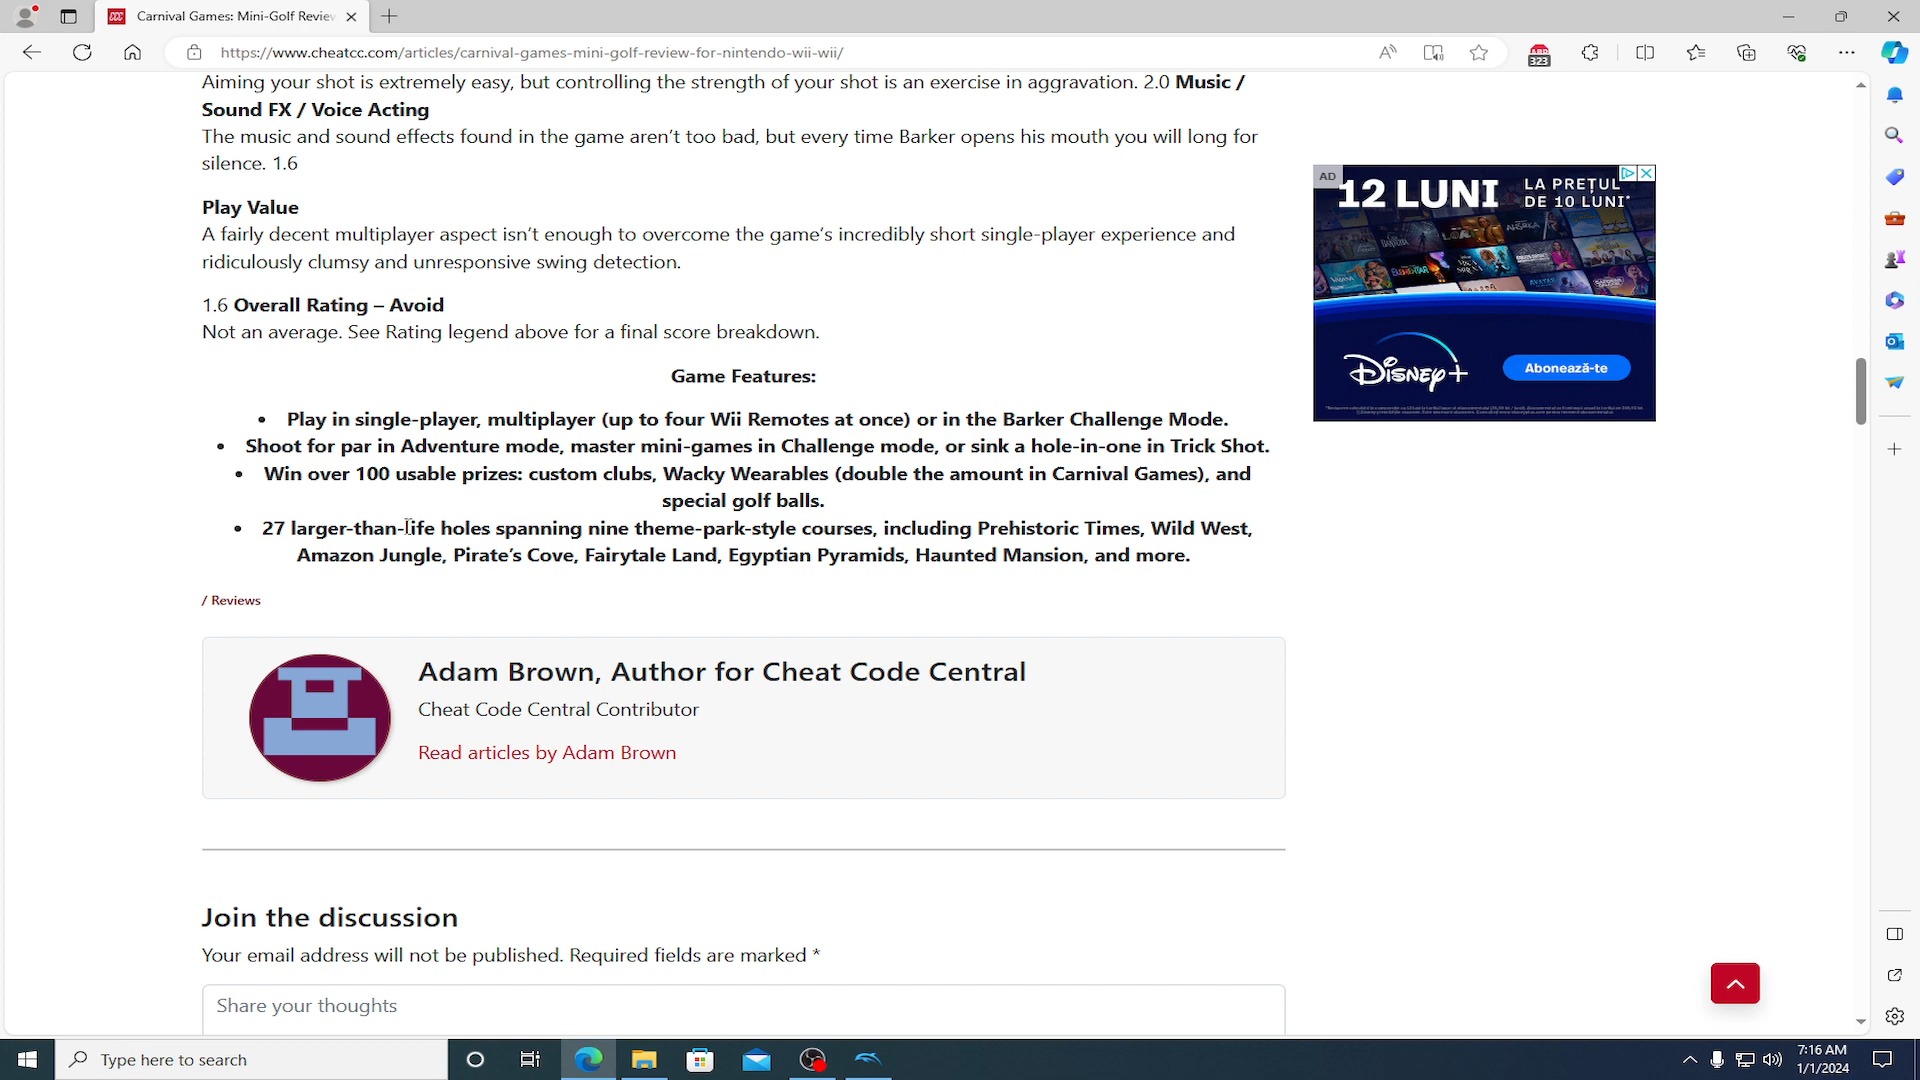 Carnival Games: Mini-Golf Review
https://www.cheatcc.com/articles/carnival-games-mini-golf-review-for-nintendo-wii-wii/
ABP
323
Aiming your shot is extremely easy, but controlling the strength of your shot is an exercise in aggravation. 2.0 Music /
Sound FX / Voice Acting
The music and sound effects found in the game aren't too bad, but every time Barker opens his mouth you will long for
silence. 1.6
Play Value
A fairly decent multiplayer aspect isn't enough to overcome the game's incredibly short single-player experience and
ridiculously clumsy and unresponsive swing detection.
1.6 Overall Rating – Avoid
Not an average. See Rating legend above for a final score breakdown.
Game Features:
• Play in single-player, multiplayer (up to four Wii Remotes at once) or in the Barker Challenge Mode.
• Shoot for par in Adventure mode, master mini-games in Challenge mode, or sink a hole-in-one in Trick Shot.
• Win over 100 usable prizes: custom clubs, Wacky Wearables (double the amount in Carnival Games), and
special golf balls.
• 27 larger-than-life holes spanning nine theme-park-style courses, including Prehistoric Times, Wild West,
Amazon Jungle, Pirate's Cove, Fairytale Land, Egyptian Pyramids, Haunted Mansion, and more.
/ Reviews
Adam Brown, Author for Cheat Code Central
Cheat Code Central Contributor
Read articles by Adam Brown
Join the discussion
Your email address will not be published. Required fields are marked *
Share your thoughts
AD
12 LUNI
LA PREȚUL
DE 10 LUNI*
Disney+
Abonează-te
Type here to search
7:16 AM
1/1/2024